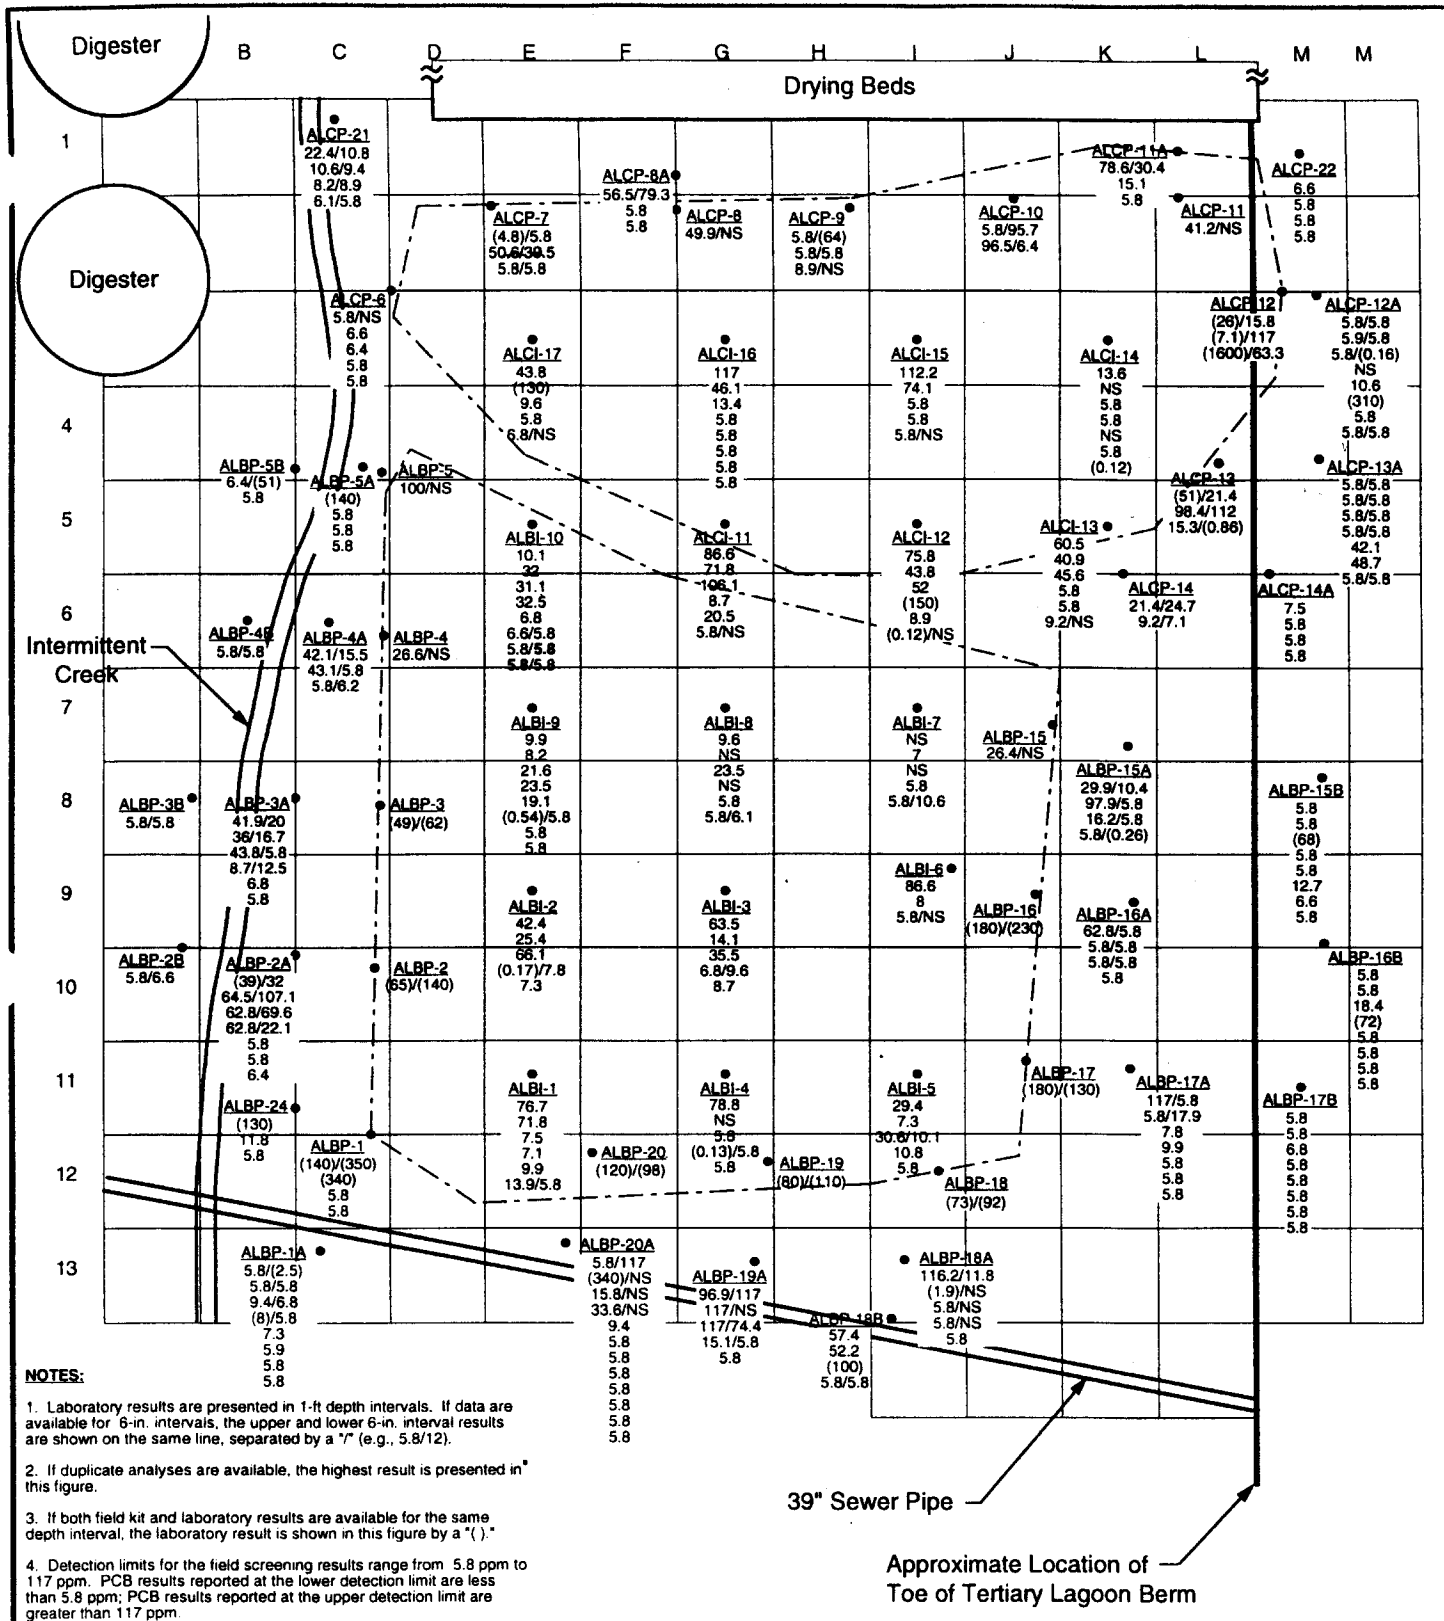 Digester
B C D E F G H I J K L M M
Drying Beds
1
ALCP-21
22.4/10.8
10.6/9.4
8.2/8.9
6.1/5.8
ALCP-8A
56.5/79.3
5.8
5.8
ALCP-11A
78.6/30.4
15.1
5.8
ALCP-22
6.6
5.8
5.8
5.8
Digester
ALCP-7
(4.8)/5.8
50.6/39.5
5.8/5.8
ALCP-8
49.9/NS
ALCP-9
5.8/(64)
5.8/5.8
8.9/NS
ALCP-10
5.8/95.7
96.5/6.4
ALCP-11
41.2/NS
ALCP-6
5.8/NS
6.6
6.4
5.8
5.8
ALCP-12
(26)/15.8
(7.1)/117
(1600)/63.3
ALCP-12A
5.8/5.8
5.9/5.8
5.8/(0.16)
NS
10.6
(310)
5.8
5.8/5.8
ALCI-17
43.8
(130)
9.6
5.8
6.8/NS
ALCI-16
117
46.1
13.4
5.8
5.8
5.8
5.8
5.8
ALCI-15
112.2
74.1
5.8
5.8
5.8/NS
ALCI-14
13.6
NS
5.8
5.8
NS
5.8
(0.12)
4
ALBP-5B
6.4/(51)
5.8
ALBP-5A
(140)
5.8
5.8
5.8
ALBP-5
100/NS
ALCP-13
(51)/21.4
98.4/112
15.3/(0.86)
ALCP-13A
5.8/5.8
5.8/5.8
5.8/5.8
5.8/5.8
42.1
48.7
5.8/5.8
5
ALBI-10
10.1
32
31.1
32.5
6.8
6.6/5.8
5.8/5.8
5.8/5.8
ALCI-11
86.6
71.8
106.1
8.7
20.5
5.8/NS
ALCI-12
75.8
43.8
52
(150)
8.9
(0.12)/NS
ALCI-13
60.5
40.9
45.6
5.8
5.8
9.2/NS
ALCP-14
21.4/24.7
9.2/7.1
ALCP-14A
7.5
5.8
5.8
5.8
6
Intermittent
Creek
ALBP-4B
5.8/5.8
ALBP-4A
42.1/15.5
43.1/5.8
5.8/6.2
ALBP-4
26.6/NS
7
ALBI-9
9.9
8.2
21.6
23.5
19.1
(0.54)/5.8
5.8
5.8
ALBI-8
9.6
NS
23.5
NS
5.8
5.8/6.1
ALBI-7
NS
7
NS
5.8
5.8/10.6
ALBP-15
26.4/NS
ALBP-15A
29.9/10.4
97.9/5.8
16.2/5.8
5.8/(0.26)
ALBP-15B
5.8
5.8
(68)
5.8
5.8
12.7
6.6
5.8
8
ALBP-3B
5.8/5.8
ALBP-3A
41.9/20
36/16.7
43.8/5.8
8.7/12.5
6.8
5.8
ALBP-3
(49)/(62)
9
ALBI-2
42.4
25.4
66.1
(0.17)/7.8
7.3
ALBI-3
63.5
14.1
35.5
6.8/9.6
8.7
ALBI-6
86.6
8
5.8/NS
ALBP-16
(180)/(230)
ALBP-16A
62.8/5.8
5.8/5.8
5.8/5.8
5.8
ALBP-16B
5.8
5.8
18.4
(72)
5.8
5.8
5.8
5.8
ALBP-2B
5.8/6.6
ALBP-2A
(39)/32
64.5/107.1
62.8/69.6
62.8/22.1
5.8
5.8
6.4
ALBP-2
(65)/(140)
10
11
ALBP-24
(130)
11.8
5.8
ALBI-1
76.7
71.8
7.5
7.1
9.9
13.9/5.8
ALBI-4
78.8
NS
5.8
(0.13)/5.8
5.8
ALBI-5
29.4
7.3
30.6/10.1
10.8
5.8
ALBP-17
(180)/(130)
ALBP-17A
117/5.8
5.8/17.9
7.8
9.9
5.8
5.8
5.8
ALBP-17B
5.8
5.8
6.8
5.8
5.8
5.8
5.8
5.8
12
ALBP-1
(140)/(350)
(340)
5.8
5.8
ALBP-20
(120)/(98)
ALBP-19
(80)/(110)
ALBP-18
(73)/(92)
13
ALBP-1A
5.8/(2.5)
5.8/5.8
9.4/6.8
(8)/5.8
7.3
5.9
5.8
5.8
ALBP-20A
5.8/117
(340)/NS
15.8/NS
33.6/NS
9.4
5.8
5.8
5.8
5.8
5.8
5.8
5.8
ALBP-19A
96.9/117
117/NS
117/74.4
15.1/5.8
5.8
ALBP-18B
57.4
52.2
(100)
5.8/5.8
ALBP-18A
116.2/11.8
(1.9)/NS
5.8/NS
5.8/NS
5.8
NOTES:
1. Laboratory results are presented in 1-ft depth intervals. If data are
available for 6-in. intervals, the upper and lower 6-in. interval results
are shown on the same line, separated by a "/" (e.g., 5.8/12).
2. If duplicate analyses are available, the highest result is presented in
this figure.
3. If both field kit and laboratory results are available for the same
depth interval, the laboratory result is shown in this figure by a "( )."
4. Detection limits for the field screening results range from 5.8 ppm to
117 ppm. PCB results reported at the lower detection limit are less
than 5.8 ppm; PCB results reported at the upper detection limit are
greater than 117 ppm.
39" Sewer Pipe
Approximate Location of
Toe of Tertiary Lagoon Berm